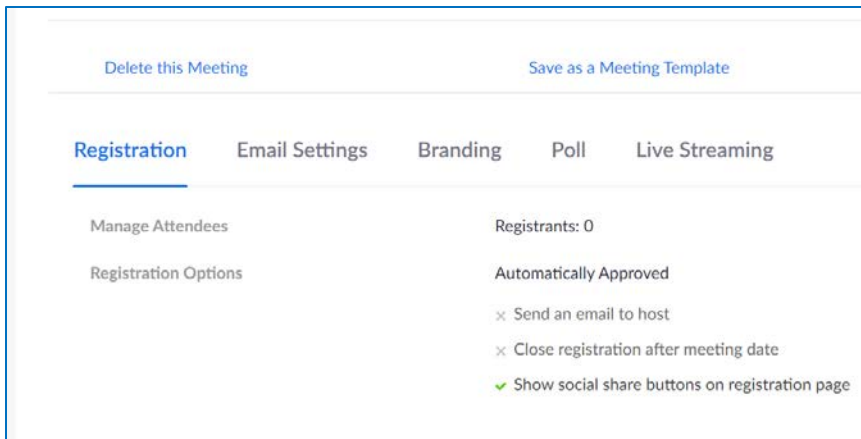 Delete this Meeting Save as a Meeting Template
Registration Email Settings Branding Poll Live Streaming
Manage Attendees Registrants: 0
Registration Options Automatically Approved
× Send an email to host
× Close registration after meeting date
✓ Show social share buttons on registration page